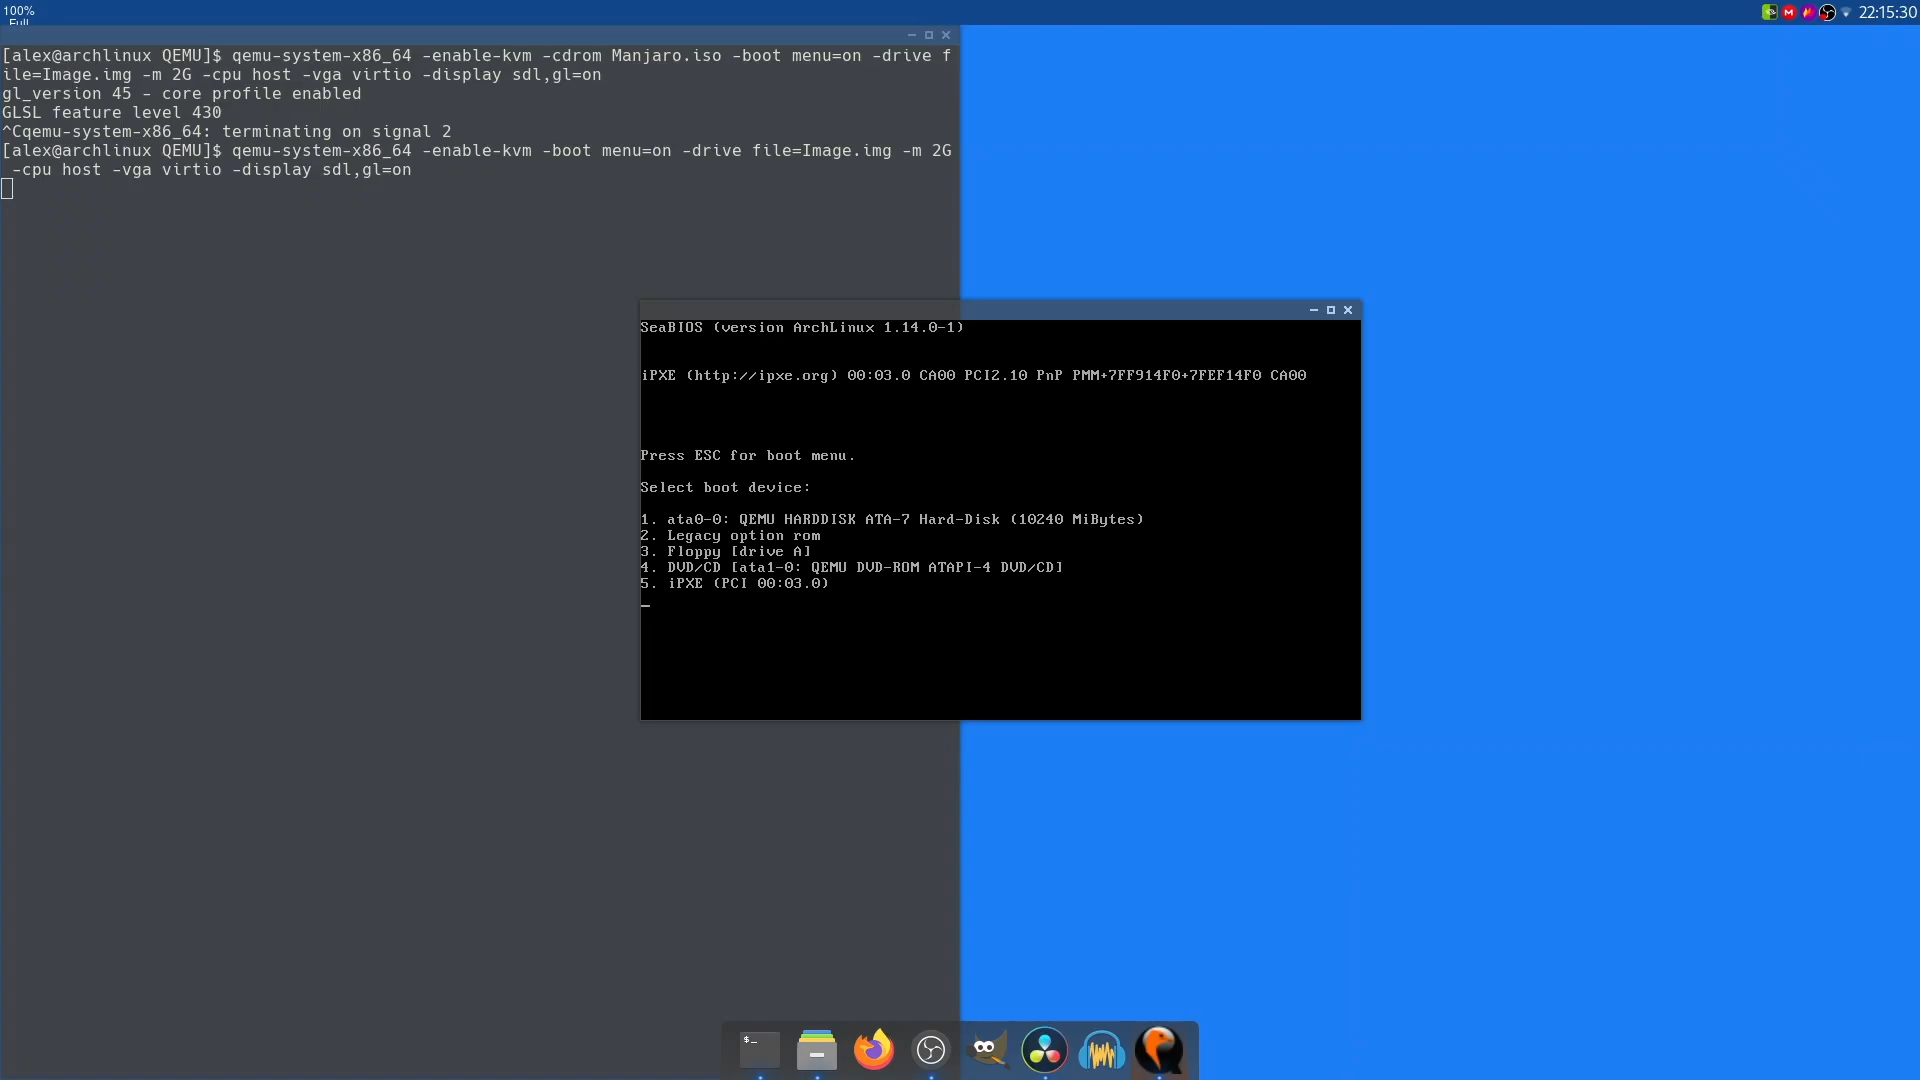 100%
Full
22:15:30
[alex@archlinux QEMU]$ qemu-system-x86_64 -enable-kvm -cdrom Manjaro.iso -boot menu=on -drive f
ile=Image.img -m 2G -cpu host -vga virtio -display sdl,gl=on
gl_version 45 - core profile enabled
GLSL feature level 430
^Cqemu-system-x86_64: terminating on signal 2
[alex@archlinux QEMU]$ qemu-system-x86_64 -enable-kvm -boot menu=on -drive file=Image.img -m 2G
 -cpu host -vga virtio -display sdl,gl=on
SeaBIOS (version ArchLinux 1.14.0-1)
iPXE (http://ipxe.org) 00:03.0 CA00 PCI2.10 PnP PMM+7FF914F0+7FEF14F0 CA00
Press ESC for boot menu.
Select boot device:
1. ata0-0: QEMU HARDDISK ATA-7 Hard-Disk (10240 MiBytes)
2. Legacy option rom
3. Floppy [drive A]
4. DVD/CD [ata1-0: QEMU DVD-ROM ATAPI-4 DVD/CD]
5. iPXE (PCI 00:03.0)
_
$_